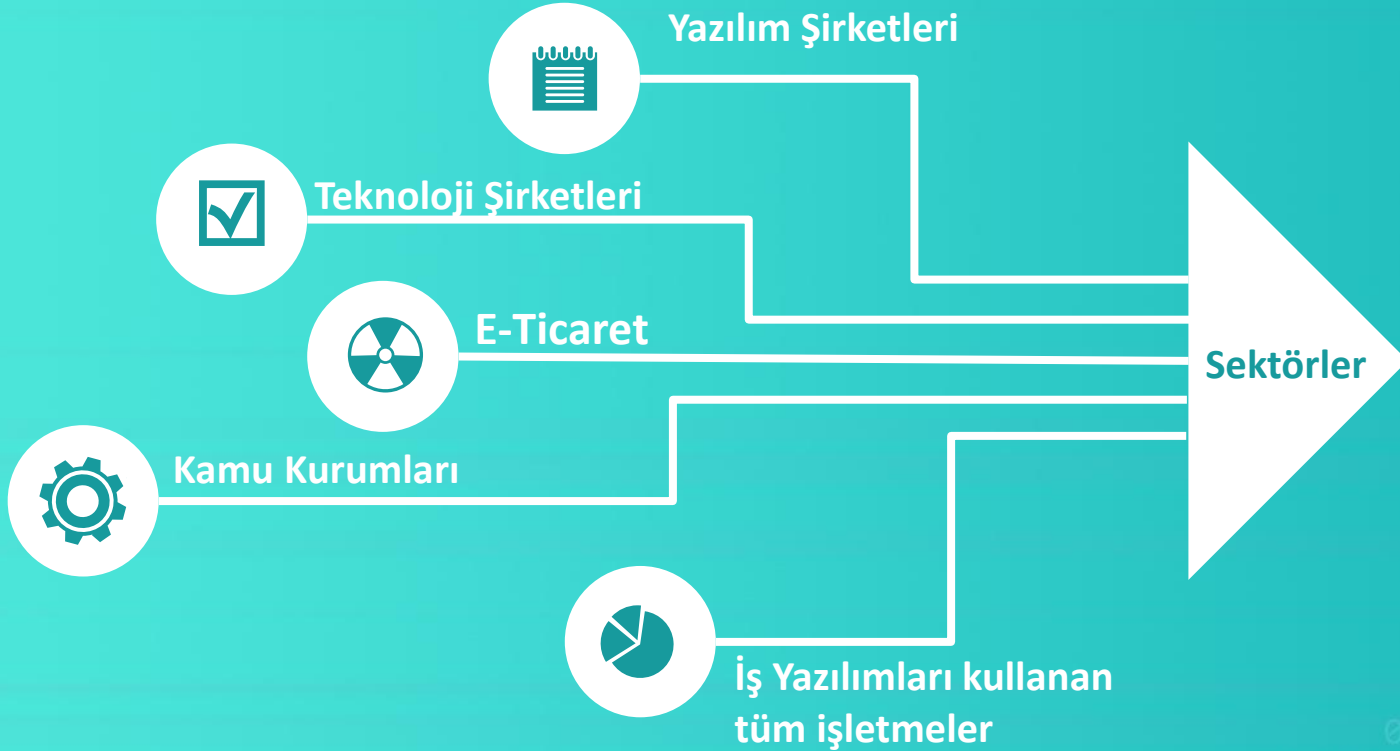 Yazılım Şirketleri
Teknoloji Şirketleri
E-Ticaret
Sektörler
Kamu Kurumları
İş Yazılımları kullanan
tüm işletmeler